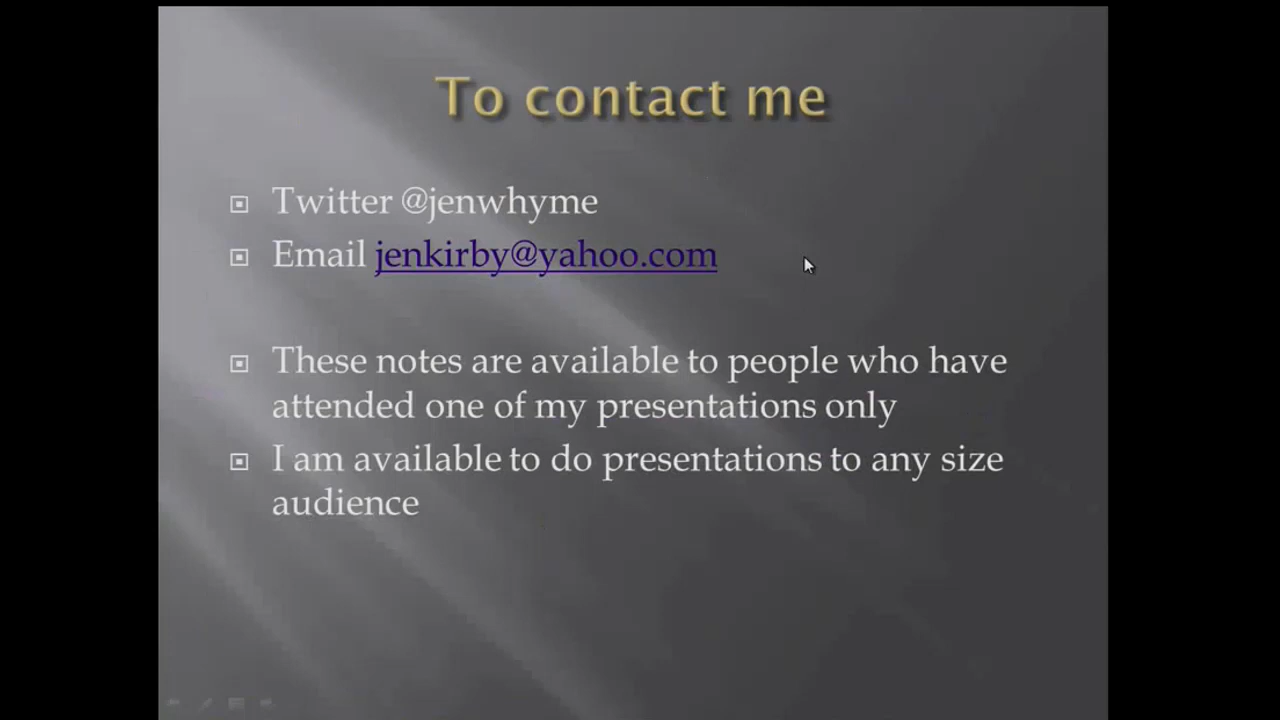 To contact me
Twitter @jenwhyme
Email jenkirby@yahoo.com
These notes are available to people who have
attended one of my presentations only
I am available to do presentations to any size
audience